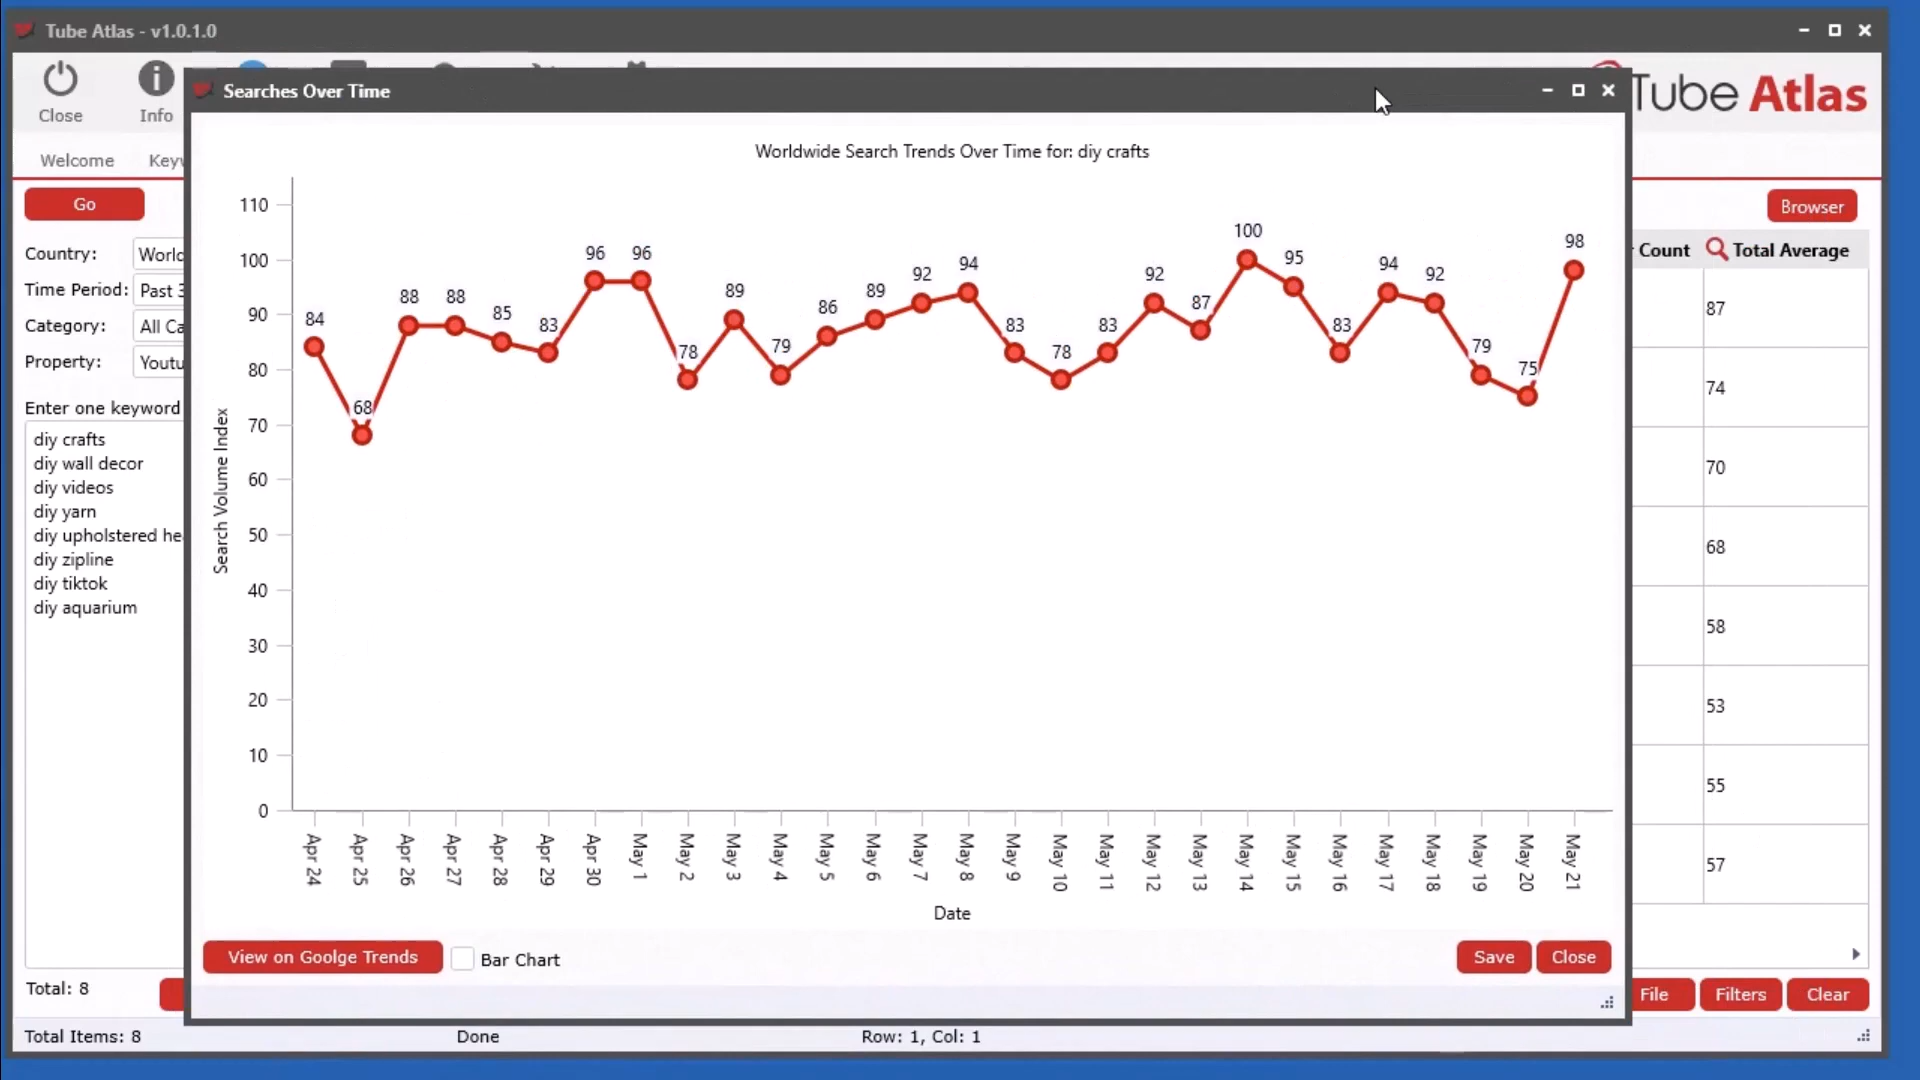 Tube Atlas - v1.0.1.0
Close
Info
Tube Atlas
Searches Over Time
Welcome
Go
Browser
Country:
Time Period:
Category:
Property:
Enter one keyword
diy crafts
diy wall decor
diy videos
diy yarn
diy upholstered
diy zipline
diy tiktok
diy aquarium
Total: 8
Worldwide Search Trends Over Time for: diy crafts
Search Volume Index
110
100
90
80
70
60
50
40
30
20
10
0
84
68
88
88
85
83
96
96
78
89
79
86
89
92
94
83
78
83
92
87
100
95
83
94
92
79
75
98
Apr 24
Apr 25
Apr 26
Apr 27
Apr 28
Apr 29
Apr 30
May 1
May 2
May 3
May 4
May 5
May 6
May 7
May 8
May 9
May 10
May 11
May 12
May 13
May 14
May 15
May 16
May 17
May 18
May 19
May 20
May 21
Date
View on Goolge Trends
Bar Chart
Save
Close
Count
Total Average
87
74
70
68
58
53
55
57
File
Filters
Clear
Total Items: 8
Done
Row: 1, Col: 1